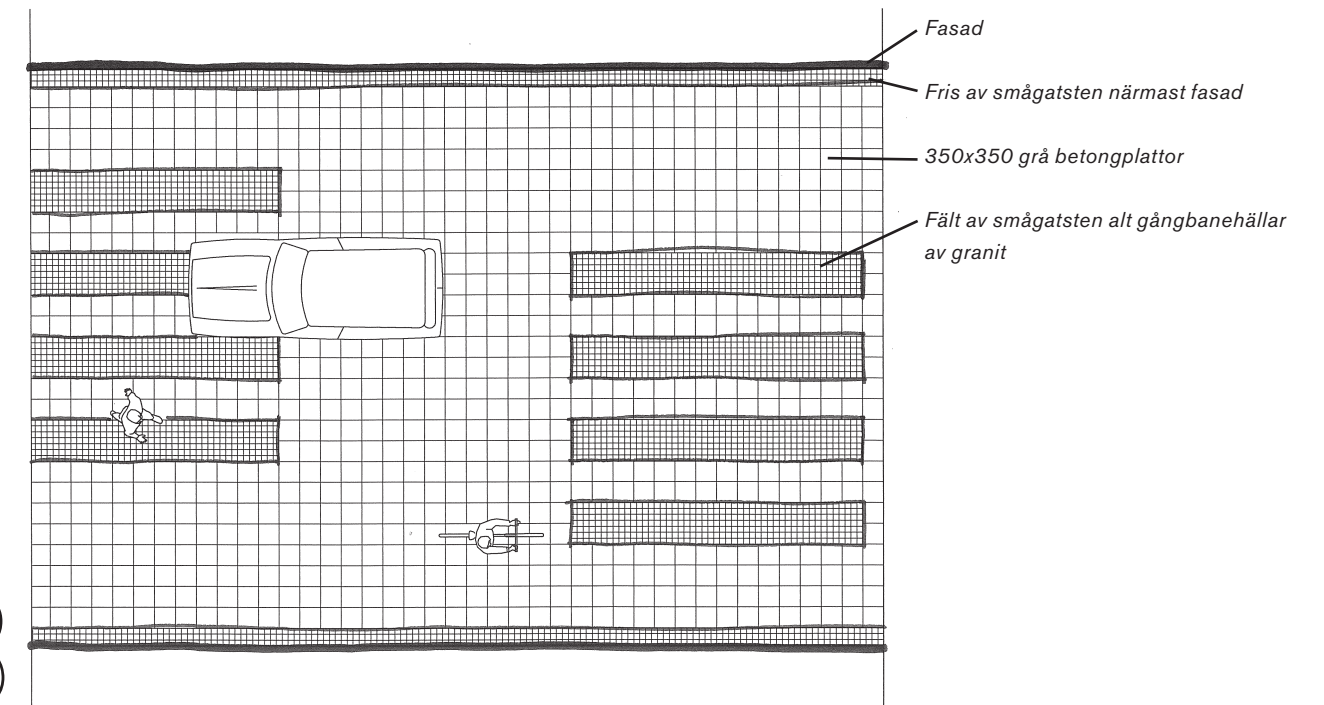 Fasad
Fris av smågatsten närmast fasad
350x350 grå betongplattor
Fält av smågatsten alt gångbanehällar
av granit